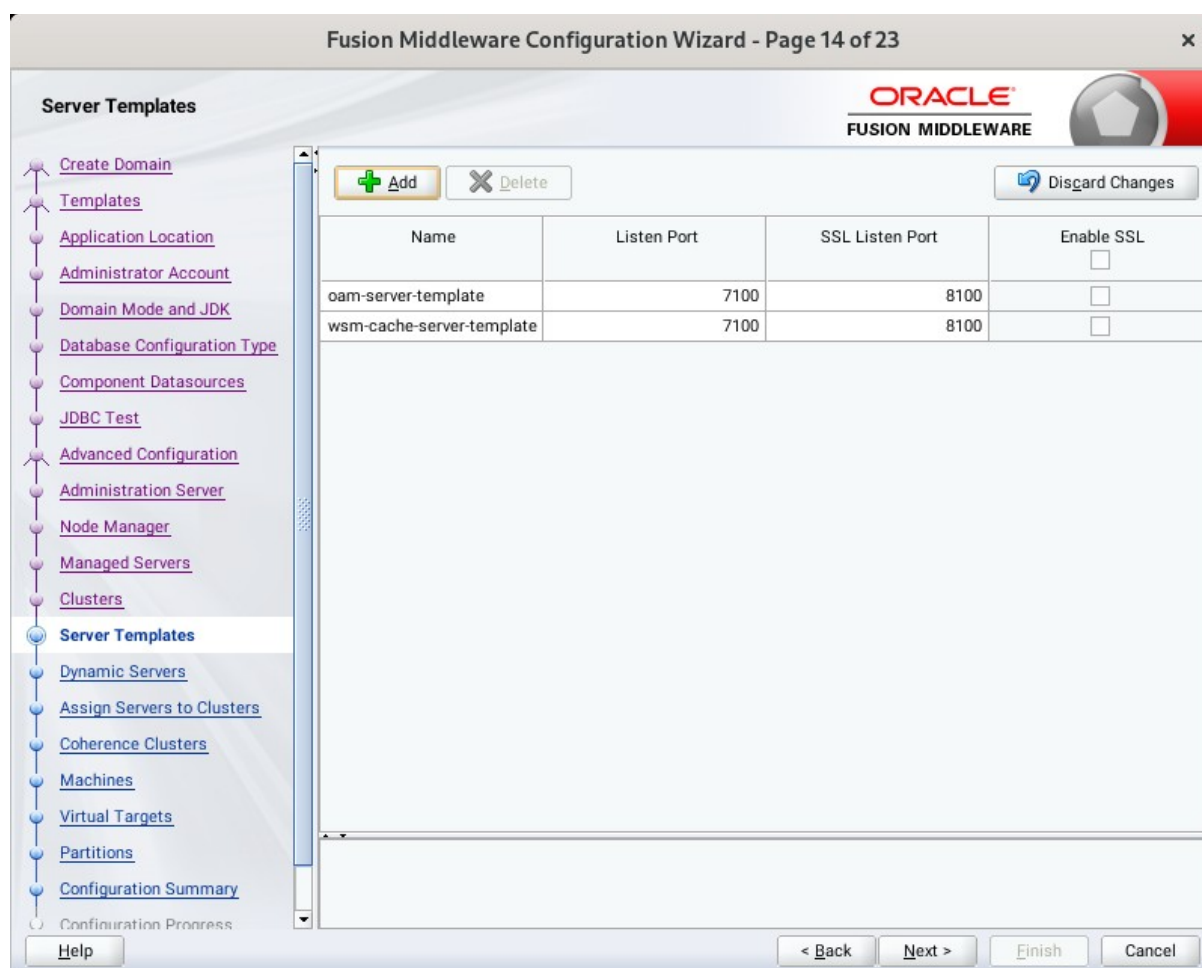 Fusion Middleware Configuration Wizard - Page 14 of 23
Server Templates
ORACLE
FUSION MIDDLEWARE
Create Domain
Templates
Application Location
Administrator Account
Domain Mode and JDK
Database Configuration Type
Component Datasources
JDBC Test
Advanced Configuration
Administration Server
Node Manager
Managed Servers
Clusters
Server Templates
Dynamic Servers
Assign Servers to Clusters
Coherence Clusters
Machines
Virtual Targets
Partitions
Configuration Summary
Configuration Progress
Add Delete Discard Changes
Name Listen Port SSL Listen Port Enable SSL
oam-server-template 7100 8100
wsm-cache-server-template 7100 8100
Help < Back Next > Finish Cancel